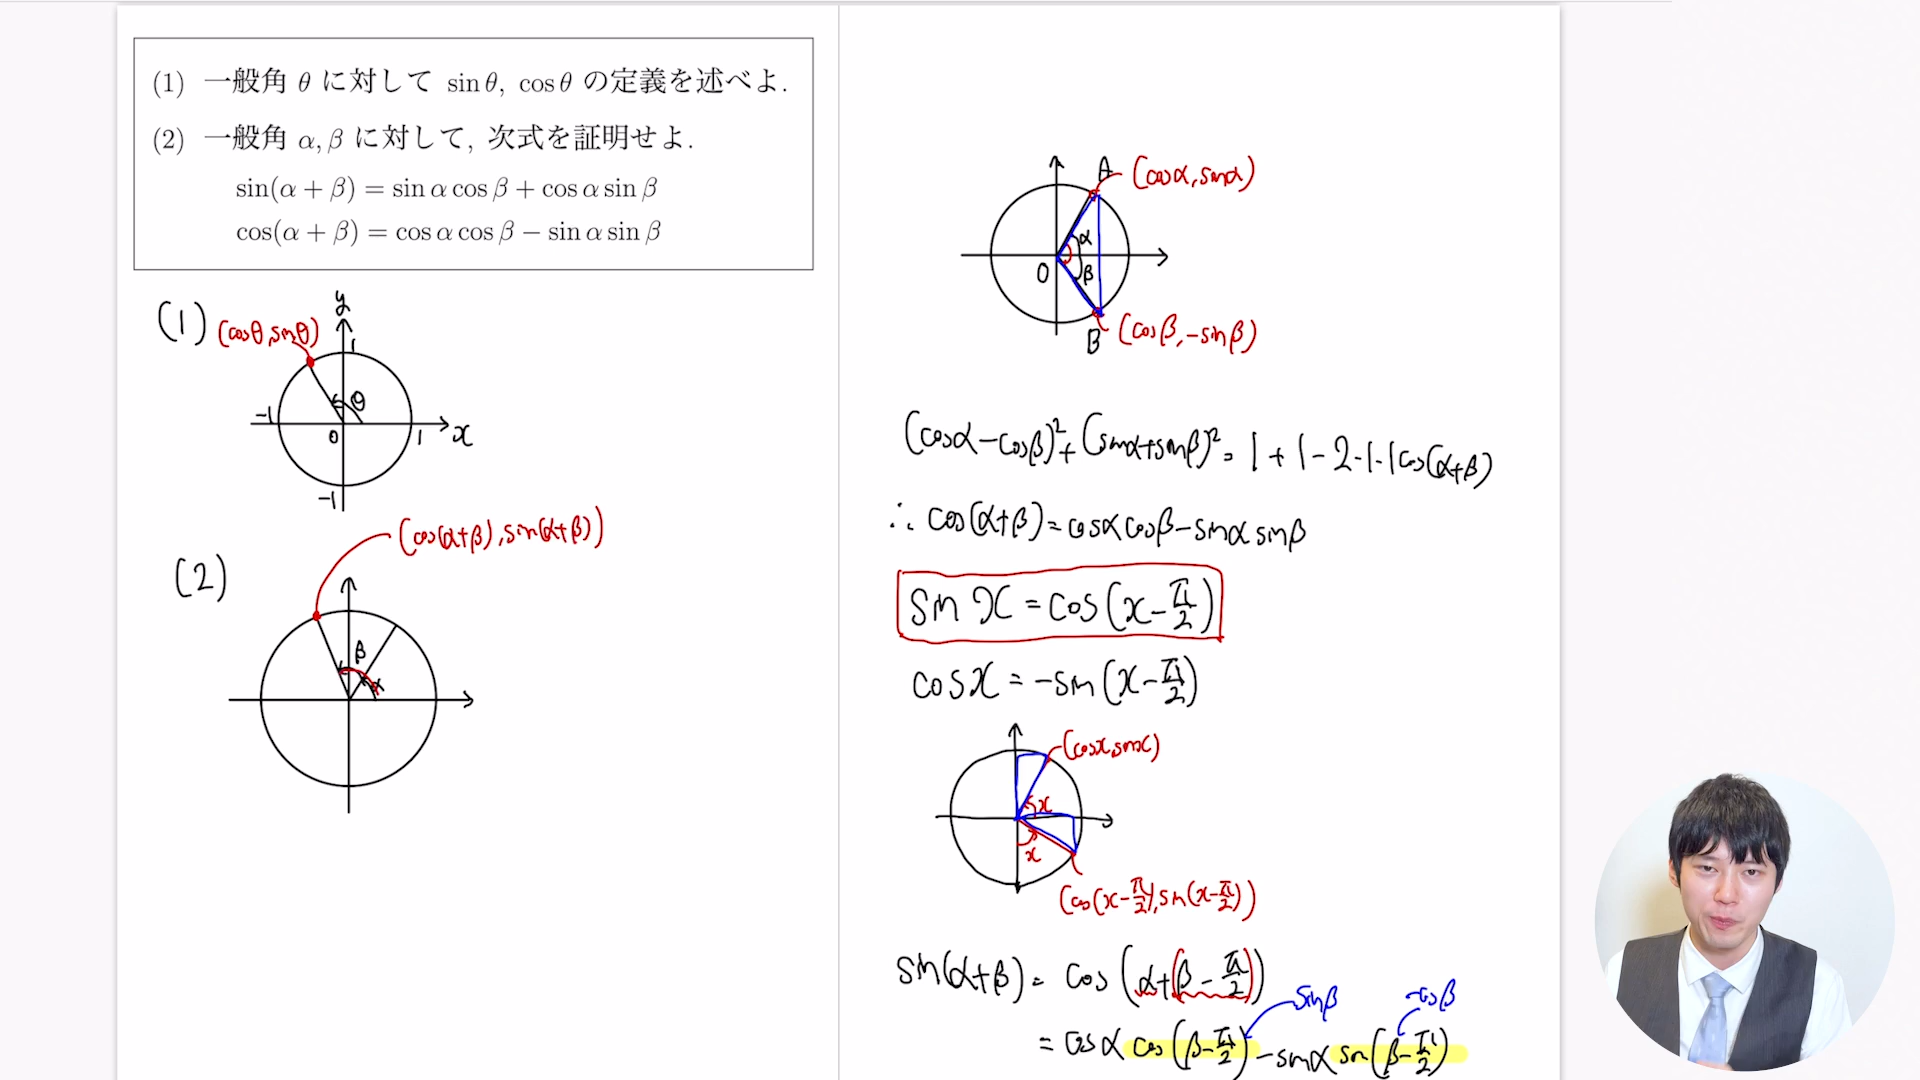 (1) 一般角 θ に対して sin θ, cos θ の定義を述べよ.
(2) 一般角 α, β に対して, 次式を証明せよ.
sin(α + β) = sin α cos β + cos α sin β
cos(α + β) = cos α cos β − sin α sin β
(1)
(cosθ, sinθ)
y
1
θ
-1
0
1
x
-1
(2)
(cos(α+β), sin(α+β))
β
α
A
(cosα, sinα)
α
O
β
B
(cosβ, -sinβ)
(cosα-cosβ)²+(sinα+sinβ)²=1+1-2·1·1cos(α+β)
∴ cos(α+β)=cosαcosβ-sinαsinβ
sin x = cos(x-π/2)
cos x = -sin(x-π/2)
(cosx, sinx)
x
x
(cos(x-π/2), sin(x-π/2))
sin(α+β)= cos(α+(β-π/2))
sinβ
-cosβ
= cosα cos(β-π/2)-sinα sin(β-π/2)